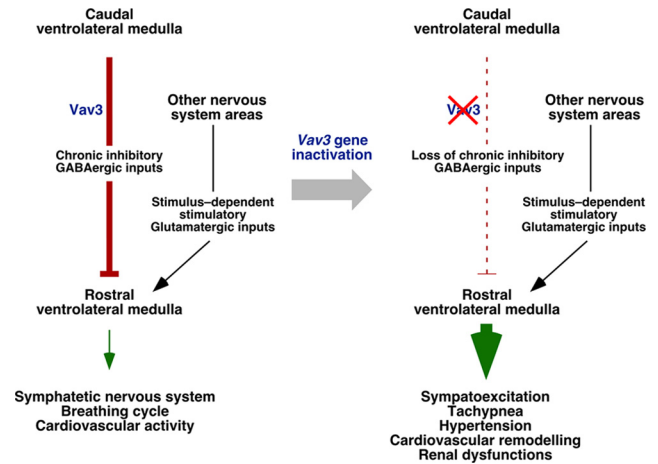 Caudal
ventrolateral medulla
Vav3
Other nervous
system areas
Chronic inhibitory
GABAergic inputs
Stimulus–dependent
stimulatory
Glutamatergic inputs
Rostral
ventrolateral medulla
Symphatetic nervous system
Breathing cycle
Cardiovascular activity
Vav3 gene
inactivation
Caudal
ventrolateral medulla
Vav3
Other nervous
system areas
Loss of chronic inhibitory
GABAergic inputs
Stimulus–dependent
stimulatory
Glutamatergic inputs
Rostral
ventrolateral medulla
Sympatoexcitation
Tachypnea
Hypertension
Cardiovascular remodelling
Renal dysfunctions